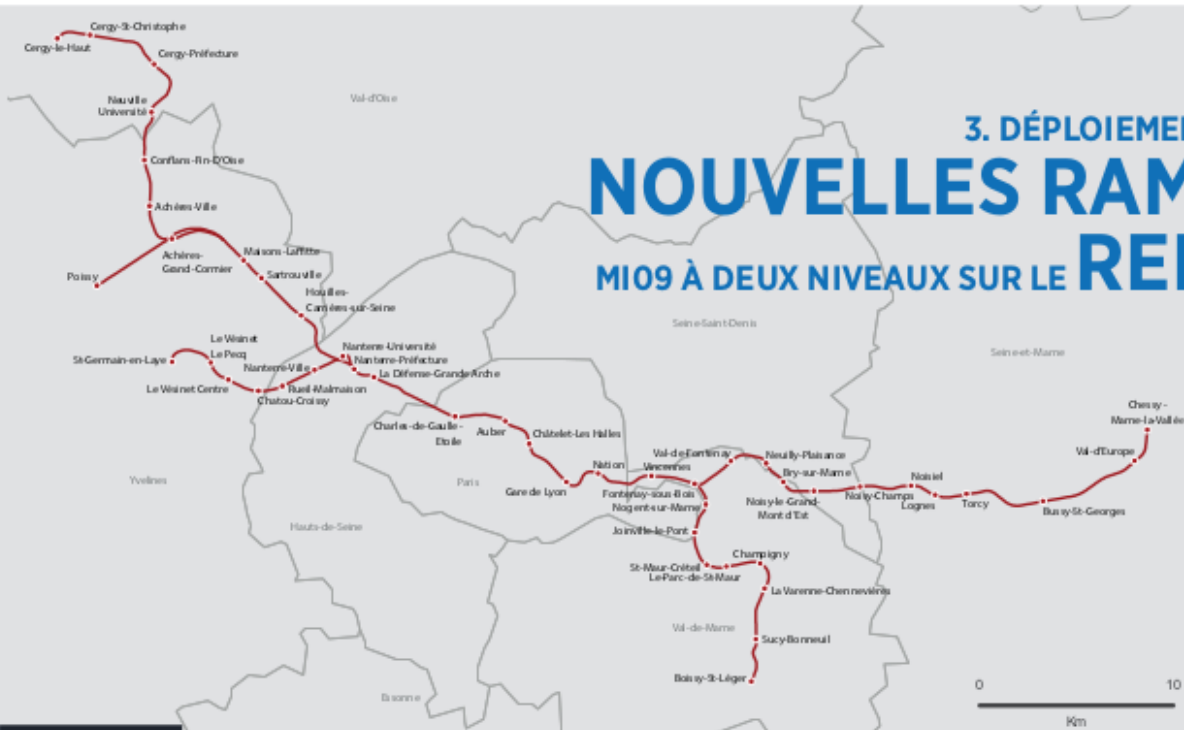 Cergy-St-Christophe
Cergy-le-Haut
Cergy-Préfecture
Neuville
Université
Val-d'Oise
3. DÉPLOIEME
NOUVELLES RAM
MI09 À DEUX NIVEAUX SUR LE RE
Conflans-Fin-D'Oise
Achères-Ville
Achères-
Grand-Cormier
Maisons-Laffitte
Poissy
Sartrouville
Houilles-
Carrières-sur-Seine
Seine-Saint-Denis
Seine-et-Marne
Le Vésinet
Le Pecq
St-Germain-en-Laye
Nanterre-Université
Nanterre-Préfecture
Nanterre-Ville
La Défense-Grande Arche
Le Vésinet Centre
Rueil-Malmaison
Chatou-Croissy
Chessy-
Marne-la-Vallée
Charles-de-Gaulle-
Etoile
Auber
Châtelet-Les Halles
Val-de-Fontenay
Neuilly-Plaisance
Val-d'Europe
Nation
Vincennes
Bry-sur-Marne
Yvelines
Paris
Gare de Lyon
Fontenay-sous-Bois
Nogent-sur-Marne
Noisy-le-Grand-
Mont d'Est
Noisy-Champs
Noisiel
Lognes
Torcy
Bussy-St-Georges
Hauts-de-Seine
Joinville-le-Pont
Champigny
St-Maur-Créteil
Le-Parc-de-St-Maur
La Varenne-Chennevières
Val-de-Marne
Sucy-Bonneuil
Boissy-St-Léger
Essonne
0
10
Km